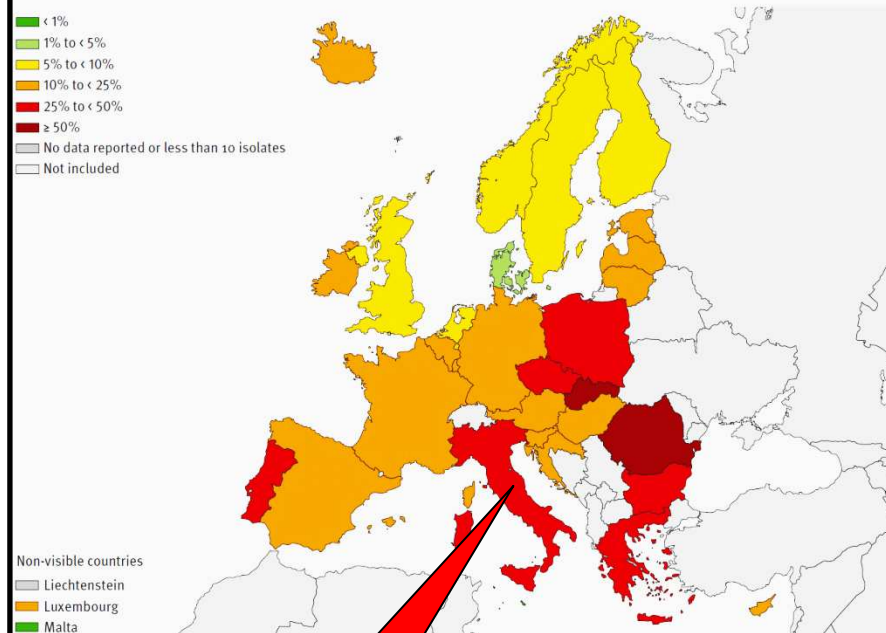 < 1%
1% to < 5%
5% to < 10%
10% to < 25%
25% to < 50%
≥ 50%
No data reported or less than 10 isolates
Not included
Non-visible countries
Liechtenstein
Luxembourg
Malta